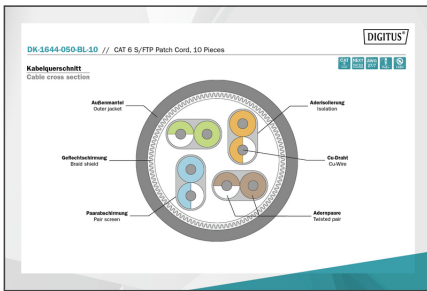 DIGITUS®
DK-1644-050-BL-10 // CAT 6 S/FTP Patch Cord, 10 Pieces
Kabelquerschnitt
Cable cross section
Außenmantel
Outer jacket
Aderisolierung
Isolation
Geflechtschirmung
Braid shield
Cu-Draht
Cu-Wire
Paarabschirmung
Pair screen
Adernpaare
Twisted pair